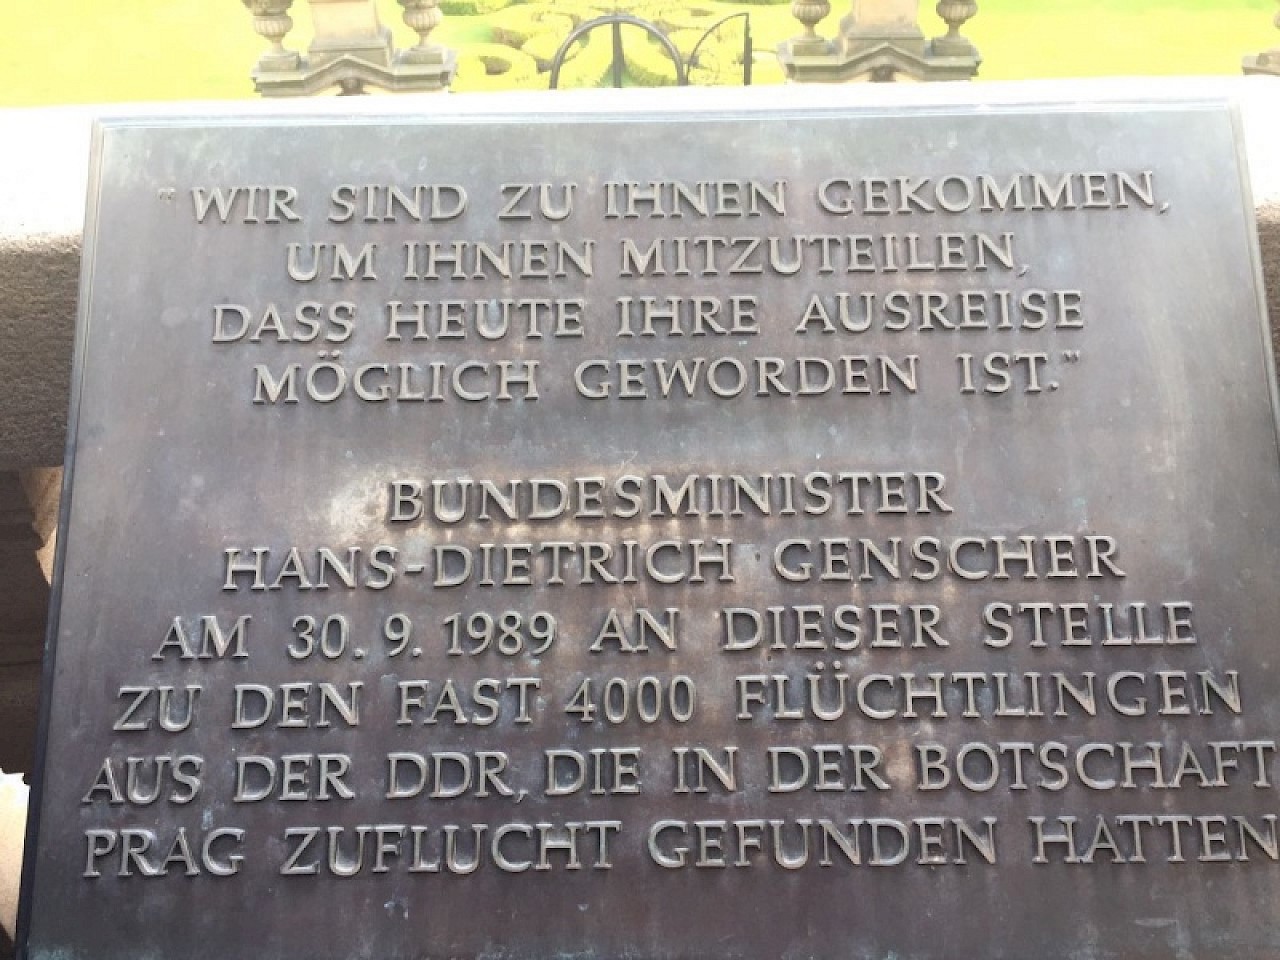 "WIR SIND ZU IHNEN GEKOMMEN,
UM IHNEN MITZUTEILEN,
DASS HEUTE IHRE AUSREISE
MÖGLICH GEWORDEN IST."
BUNDESMINISTER
HANS-DIETRICH GENSCHER
AM 30. 9. 1989 AN DIESER STELLE
ZU DEN FAST 4000 FLÜCHTLINGEN
AUS DER DDR, DIE IN DER BOTSCHAFT
PRAG ZUFLUCHT GEFUNDEN HATTEN